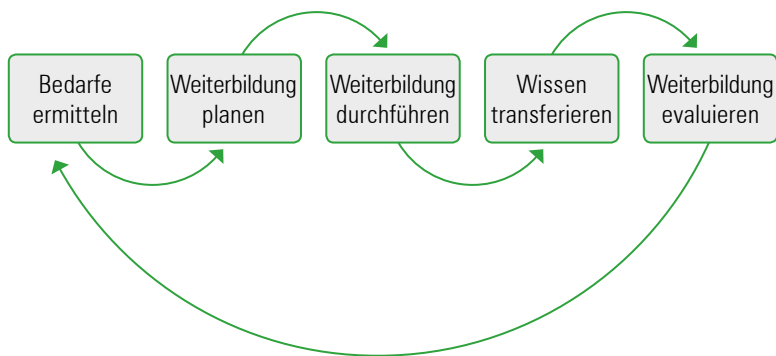 Bedarfe
ermitteln
Weiterbildung
planen
Weiterbildung
durchführen
Wissen
transferieren
Weiterbildung
evaluieren